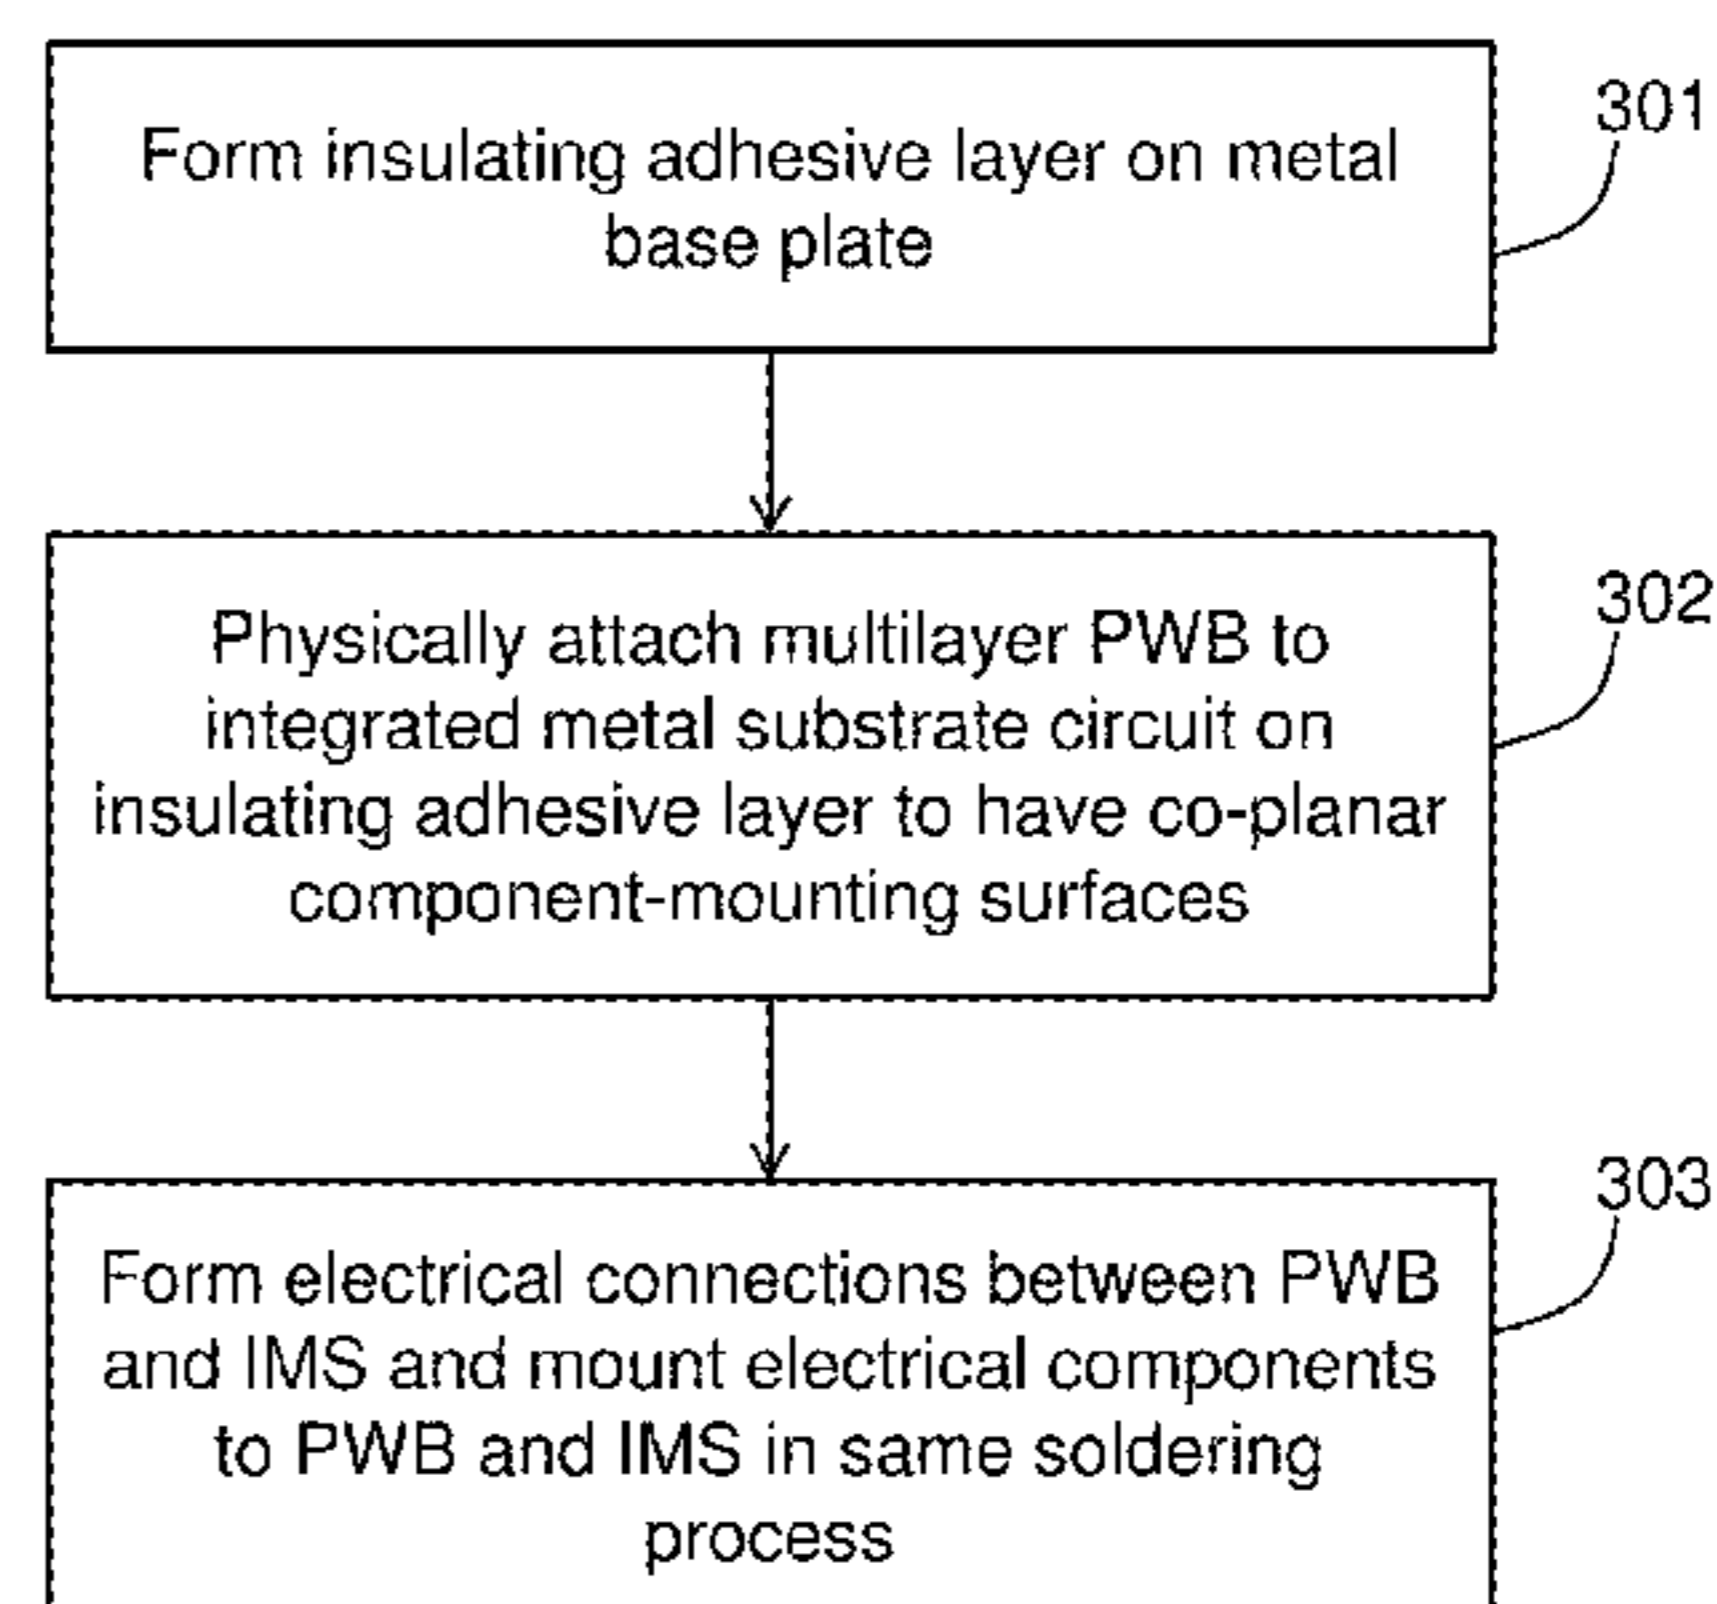 Form insulating adhesive layer on metal
base plate
301
Physically attach multilayer PWB to
integrated metal substrate circuit on
insulating adhesive layer to have co-planar
component-mounting surfaces
302
Form electrical connections between PWB
and IMS and mount electrical components
to PWB and IMS in same soldering
process
303